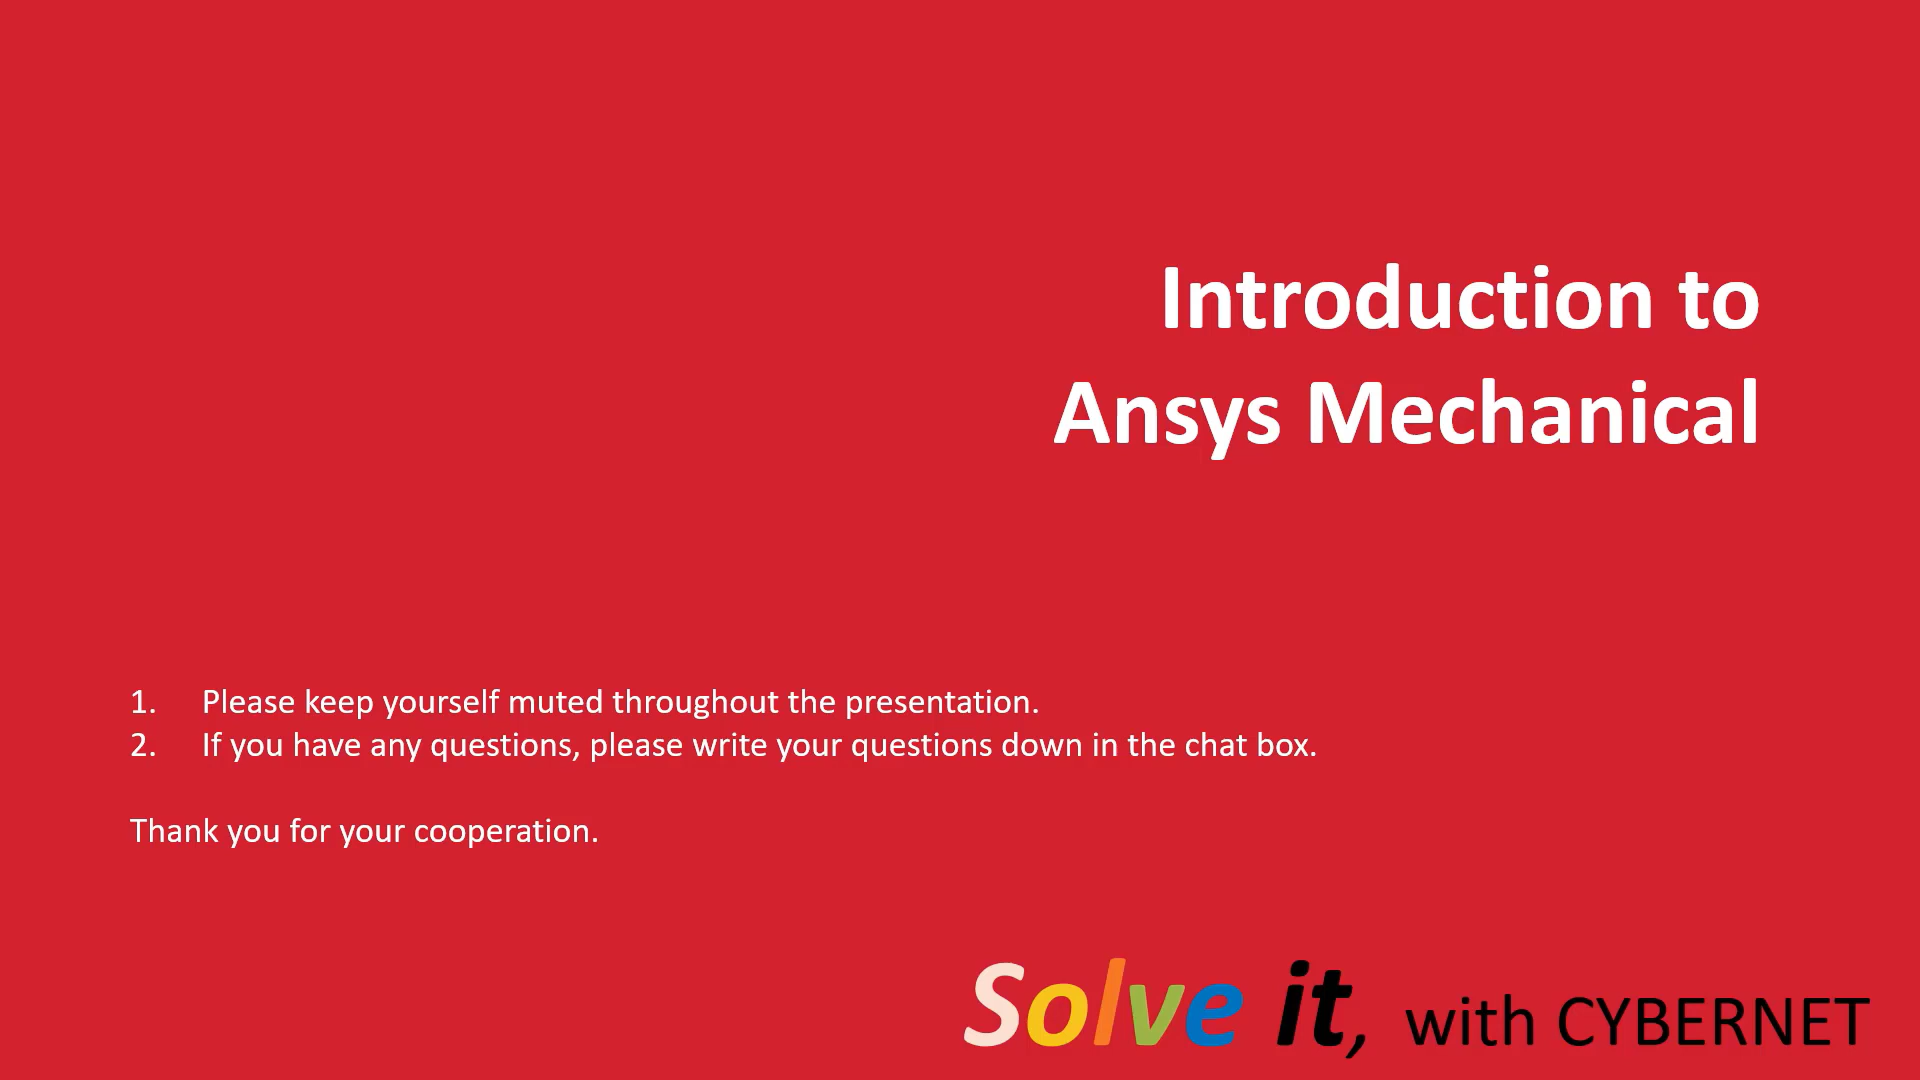 Introduction to
Ansys Mechanical
1. Please keep yourself muted throughout the presentation.
2. If you have any questions, please write your questions down in the chat box.
Thank you for your cooperation.
Solve it, with CYBERNET